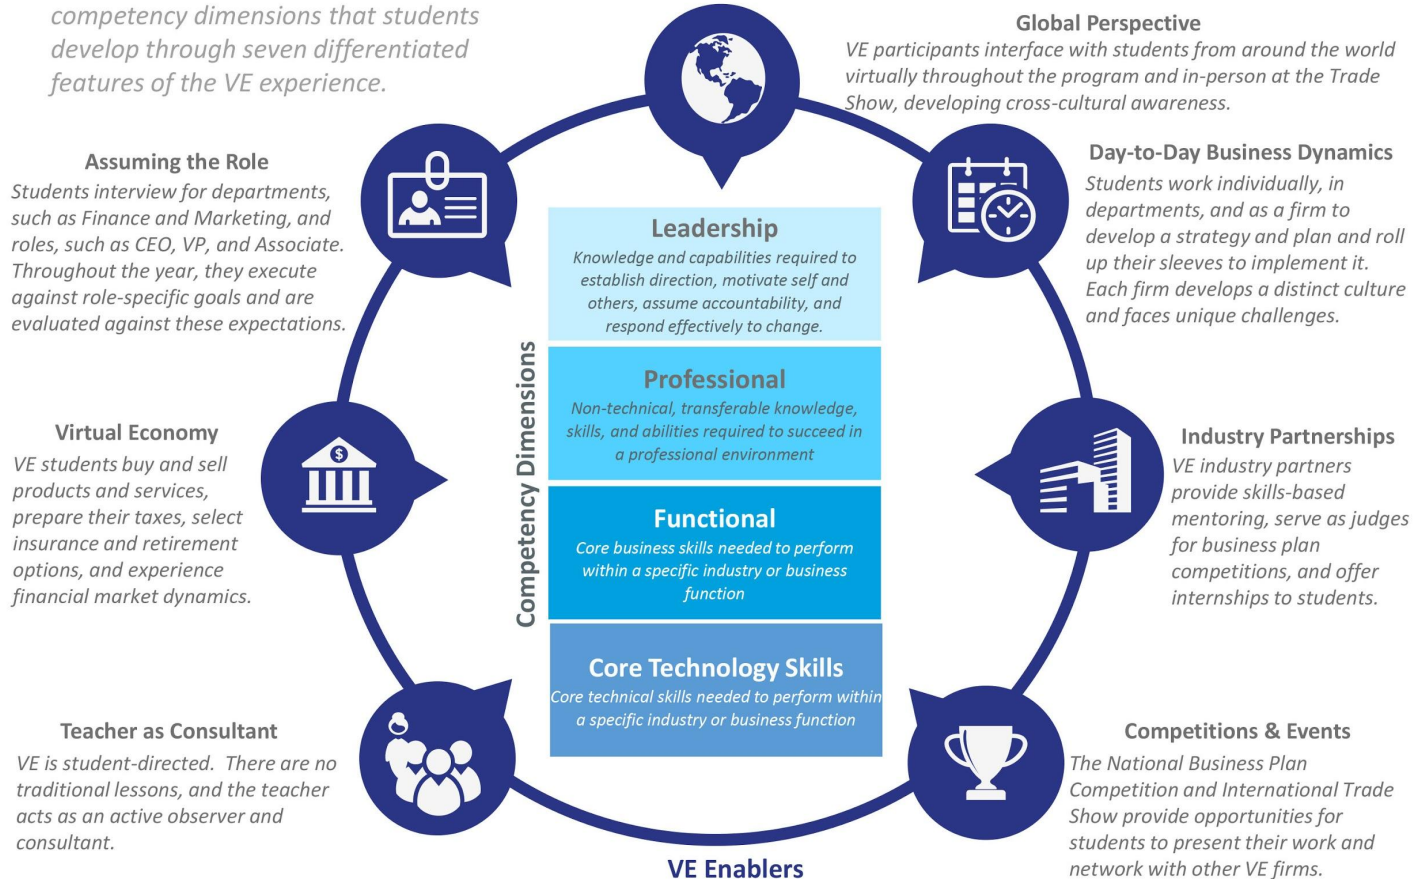 competency dimensions that students
develop through seven differentiated
features of the VE experience.
Global Perspective
VE participants interface with students from around the world
virtually throughout the program and in-person at the Trade
Show, developing cross-cultural awareness.
Assuming the Role
Students interview for departments,
such as Finance and Marketing, and
roles, such as CEO, VP, and Associate.
Throughout the year, they execute
against role-specific goals and are
evaluated against these expectations.
Day-to-Day Business Dynamics
Students work individually, in
departments, and as a firm to
develop a strategy and plan and roll
up their sleeves to implement it.
Each firm develops a distinct culture
and faces unique challenges.
Virtual Economy
VE students buy and sell
products and services,
prepare their taxes, select
insurance and retirement
options, and experience
financial market dynamics.
$
Competency Dimensions
Leadership
Knowledge and capabilities required to
establish direction, motivate self and
others, assume accountability, and
respond effectively to change.
Professional
Non-technical, transferable knowledge,
skills, and abilities required to succeed in
a professional environment
Functional
Core business skills needed to perform
within a specific industry or business
function
Core Technology Skills
Core technical skills needed to perform within
a specific industry or business function
Industry Partnerships
VE industry partners
provide skills-based
mentoring, serve as judges
for business plan
competitions, and offer
internships to students.
Teacher as Consultant
VE is student-directed. There are no
traditional lessons, and the teacher
acts as an active observer and
consultant.
Competitions & Events
The National Business Plan
Competition and International Trade
Show provide opportunities for
students to present their work and
network with other VE firms.
VE Enablers